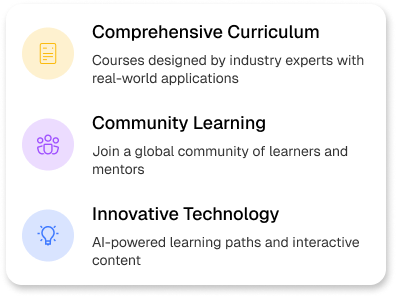 Comprehensive Curriculum
Courses designed by industry experts with
real-world applications
Community Learning
Join a global community of learners and
mentors
Innovative Technology
AI-powered learning paths and interactive
content